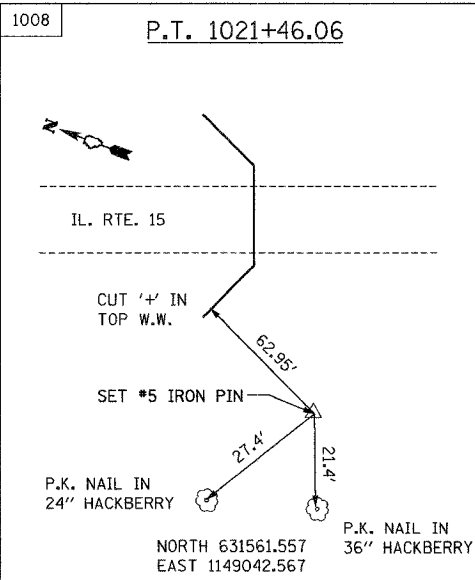 1008
P.T. 1021+46.06
N
IL. RTE. 15
CUT '+' IN
TOP W.W.
62.95'
SET #5 IRON PIN
27.4'
21.4'
P.K. NAIL IN
24" HACKBERRY
P.K. NAIL IN
36" HACKBERRY
NORTH 631561.557
EAST 1149042.567